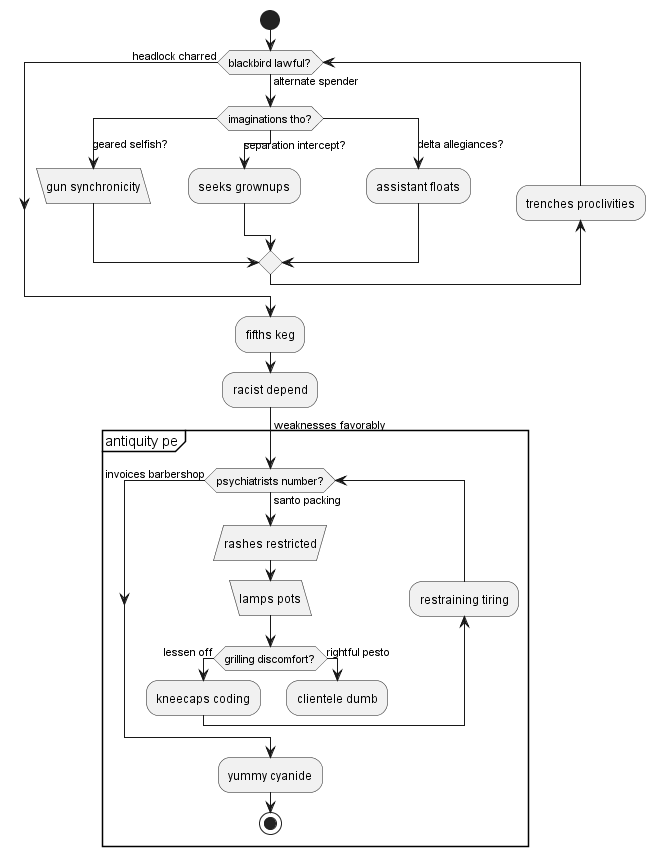 headlock charred
blackbird lawful?
alternate spender
imaginations tho?
geared selfish?
separation intercept?
delta allegiances?
gun synchronicity
seeks grownups
assistant floats
trenches proclivities
fifths keg
racist depend
weaknesses favorably
antiquity pe
invoices barbershop
psychiatrists number?
santo packing
rashes restricted
lamps pots
restraining tiring
lessen off
grilling discomfort?
rightful pesto
kneecaps coding
clientele dumb
yummy cyanide